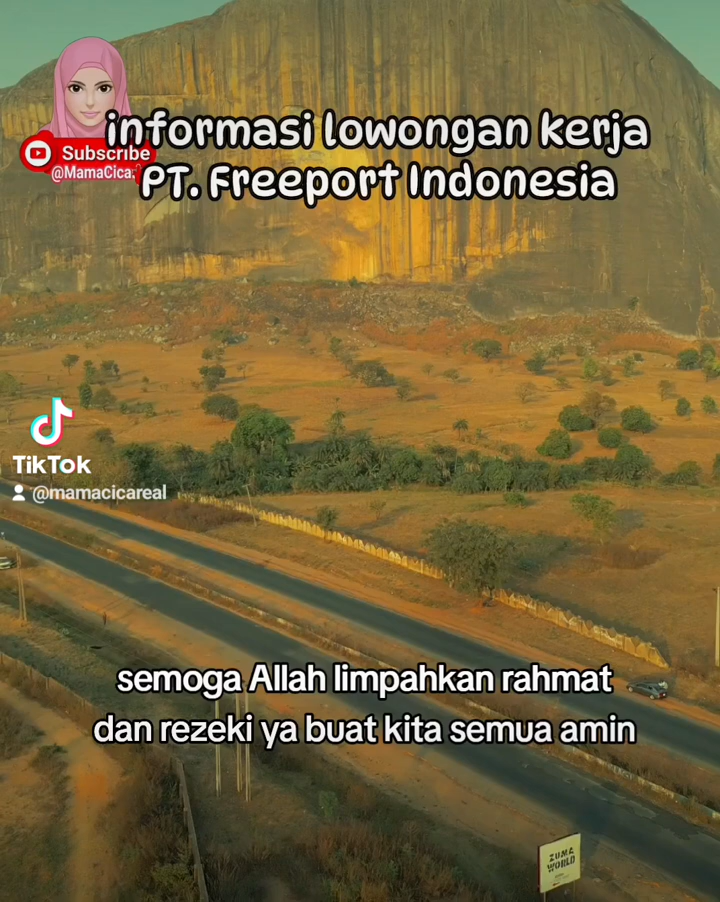 informasi lowongan kerja
PT. Freeport Indonesia
Subscribe
@MamaCica
TikTok
@mamacicareal
semoga Allah limpahkan rahmat
dan rezeki ya buat kita semua amin
ZUMA
WORLD